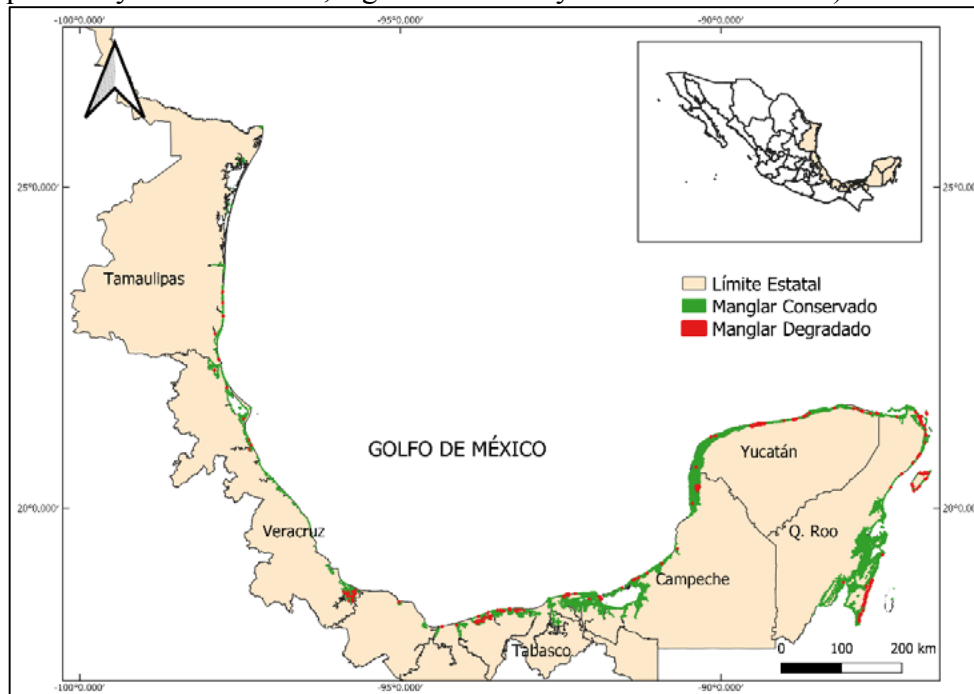 -100°0.000'
-95°0.000'
-90°0.000'
25°0.000'
25°0.000
Tamaulipas
Límite Estatal
Manglar Conservado
Manglar Degradado
GOLFO DE MÉXICO
Yucatán
20°0.000'
20°0.00
Veracruz
Q. Roo
Campeche
Tabasco
0
100
200 km
-100°0.000'
-95°0.000'
-90°0.000'